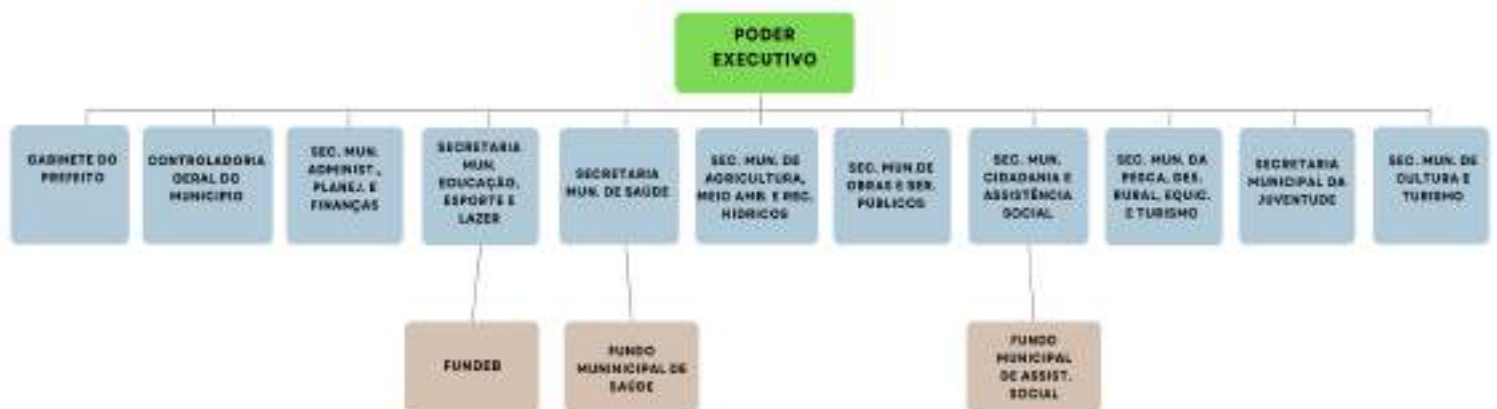 PODER
EXECUTIVO
GABINETE DO
PREFEITO
CONTROLADORIA
GERAL DO
MUNICIPIO
SEC. MUN.
ADMINIST.,
PLANEJ. E
FINANÇAS
SECRETARIA
MUN.
EDUCAÇÃO,
ESPORTE E
LAZER
SECRETARIA
MUN. DE SAÚDE
SEC. MUN. DE
AGRICULTURA,
MEIO AMB. E REC.
HÍDRICOS
SEC. MUN.DE
OBRAS E SER.
PÚBLICOS
SEC. MUN.
CIDADANIA E
ASSISTÊNCIA
SOCIAL
SEC. MUN. DA
PESCA, DES.
RURAL, EQUIC.
E TURISMO
SECRETARIA
MUNICIPAL DA
JUVENTUDE
SEC. MUN. DE
CULTURA E
TURISMO
FUNDEB
FUNDO
MUNINICIPAL DE
SAÚDE
FUNDO
MUNICIPAL
DE ASSIST.
SOCIAL